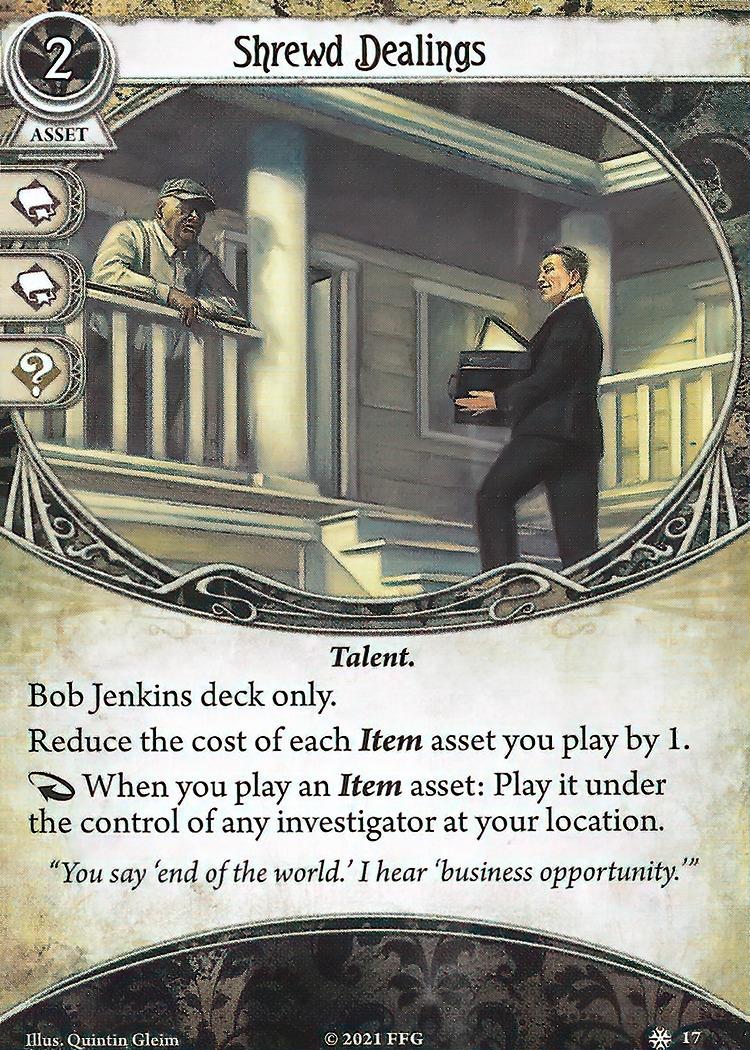 2
Shrewd Dealings
ASSET
?
Talent.
Bob Jenkins deck only.
Reduce the cost of each Item asset you play by 1.
When you play an Item asset: Play it under
the control of any investigator at your location.
“You say ‘end of the world.’ I hear ‘business opportunity.’”
Illus. Quintin Gleim
© 2021 FFG
17